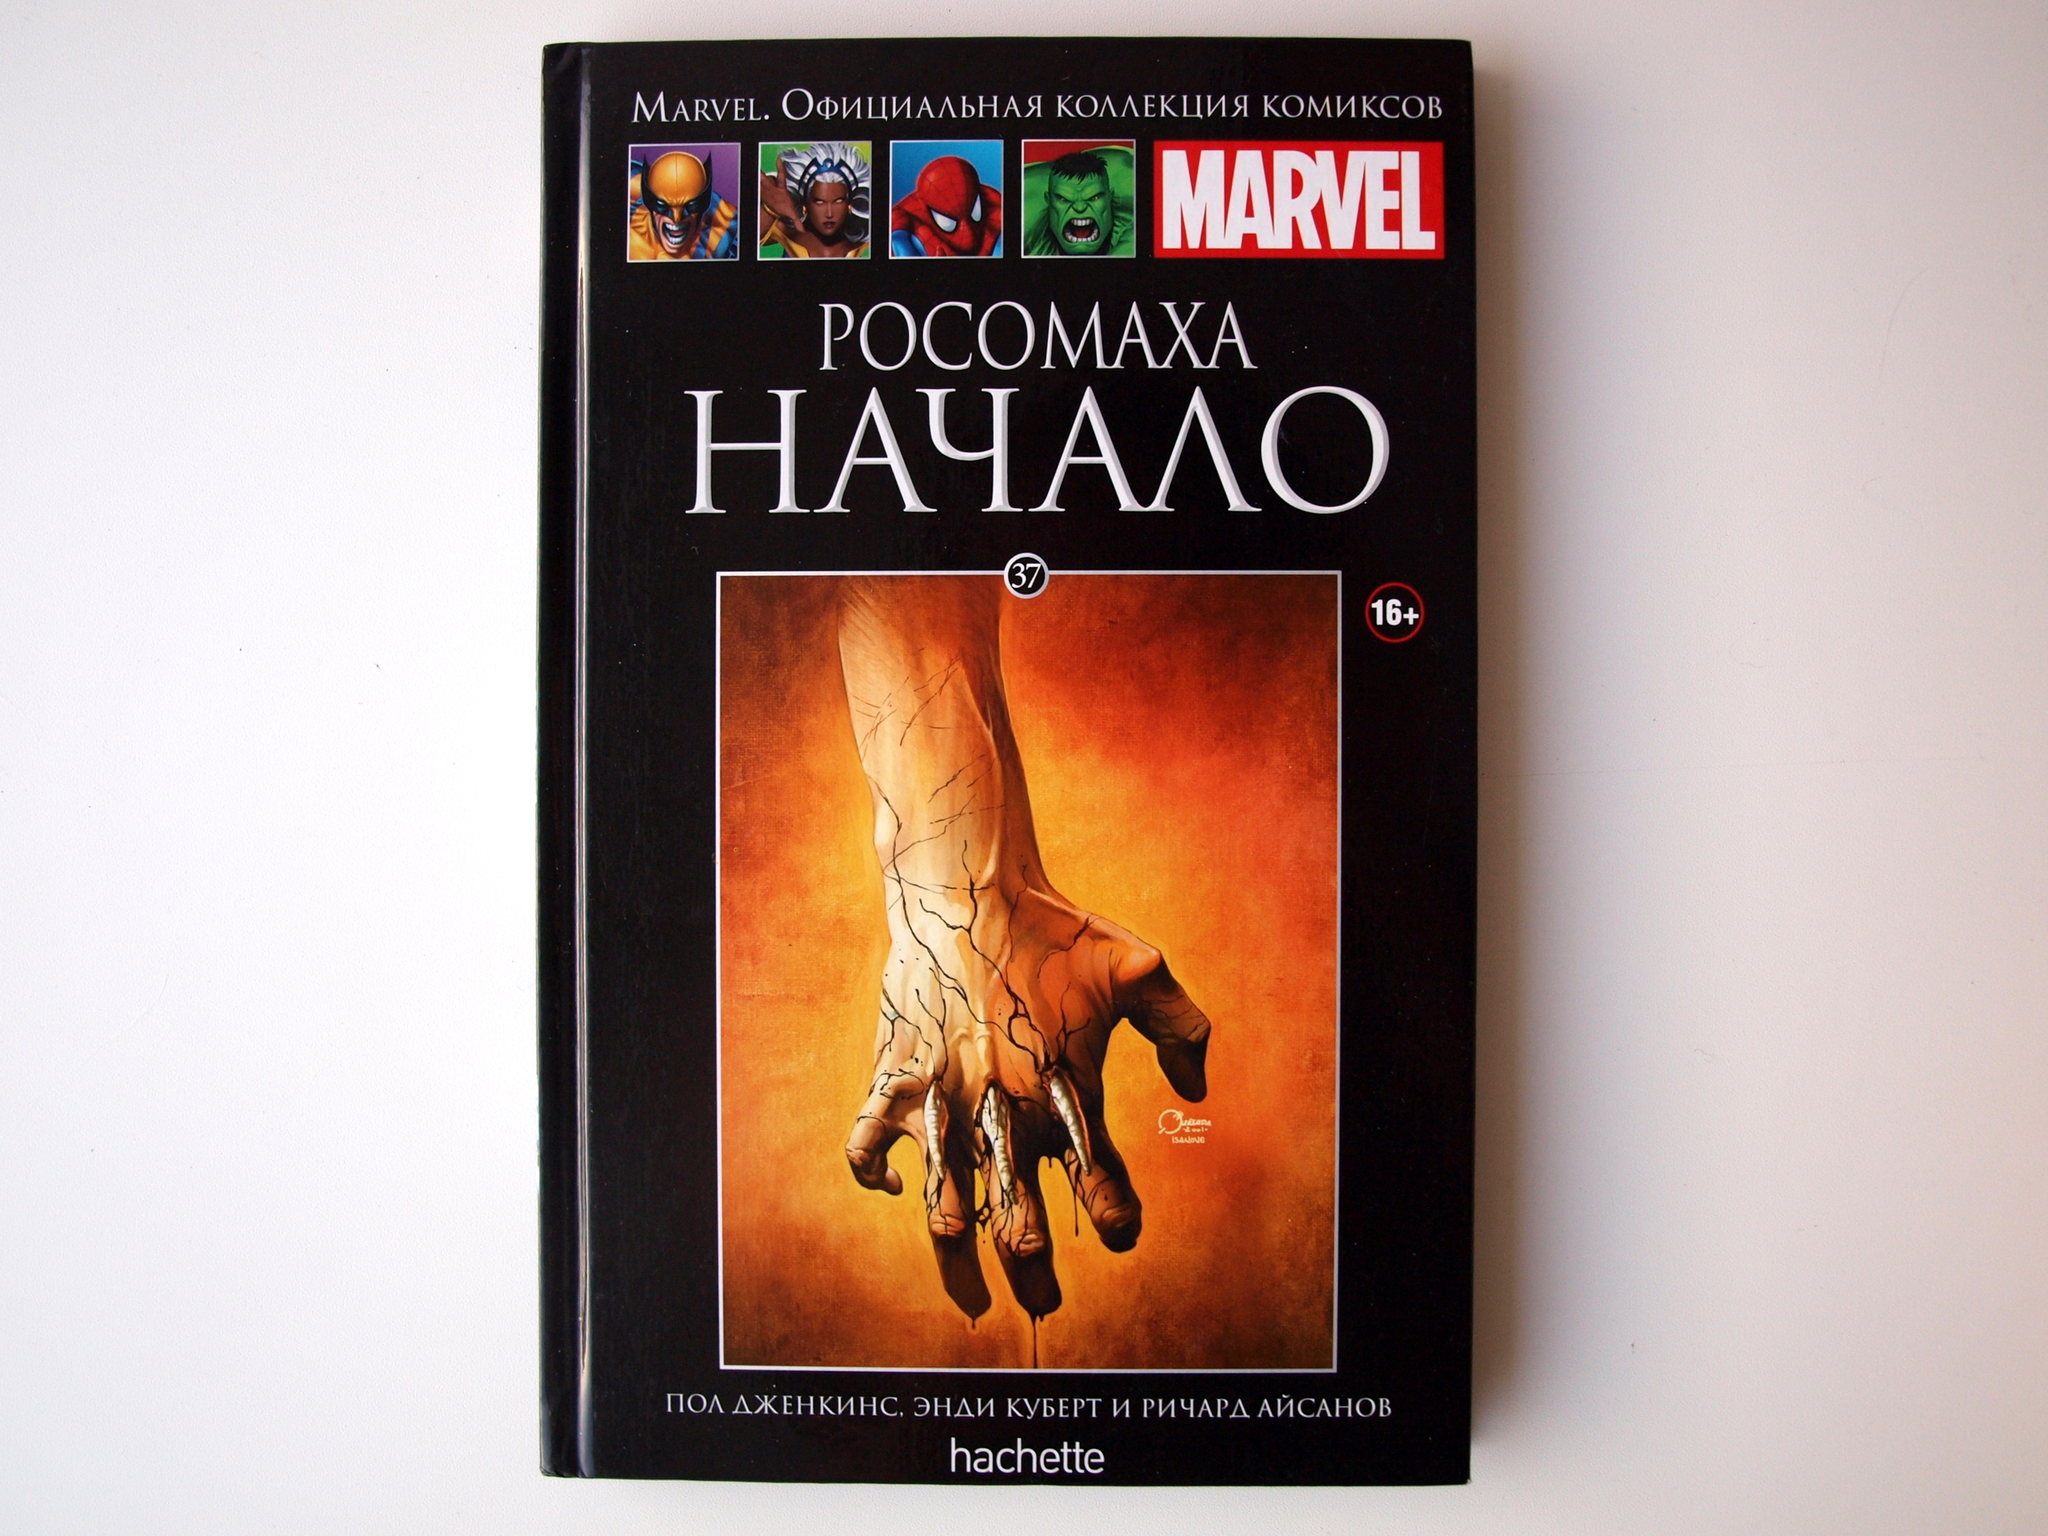 MARVEL. ОФИЦИАЛЬНАЯ КОЛЛЕКЦИЯ КОМИКСОВ
MARVEL
РОСОМАХА
НАЧАЛО
37
16+
ПОЛ ДЖЕНКИНС, ЭНДИ КУБЕРТ И РИЧАРД АЙСАНОВ
hachette